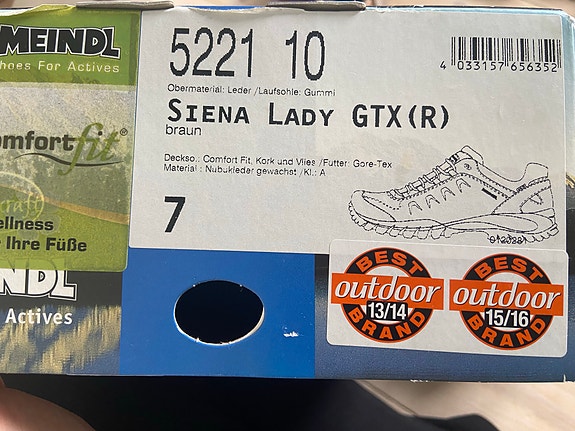 MEINDL
hoes For Actives
omfort fit®
ellness
r Ihre Füße
NDL
Actives
5221 10
Obermaterial: Leder /Laufsohle: Gummi
SIENA LADY GTX(R)
braun
Deckso.: Comfort Fit, Kork und Vlies /Futter: Gore-Tex
Material : Nubukleder gewachst /Kl.: A
7
4 033157 656352
BEST
outdoor
13/14
BRAND
BEST
outdoor
15/16
BRAND